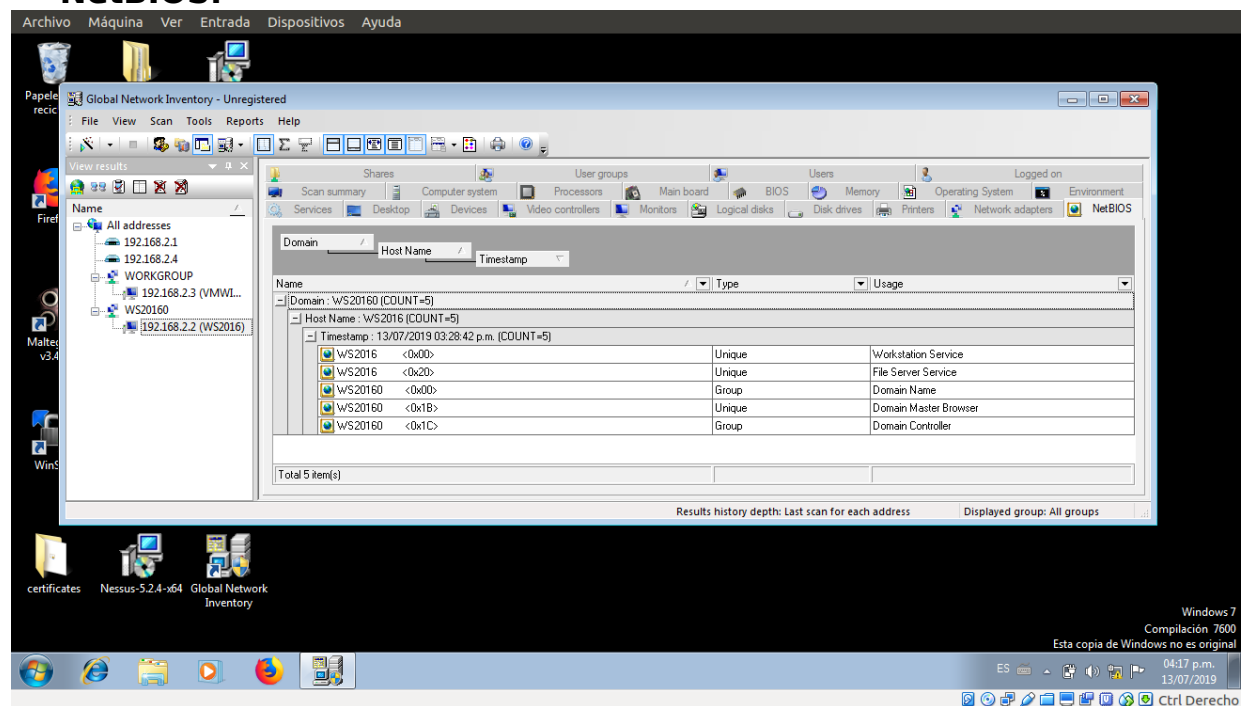 NetBIOS.
Archivo Máquina Ver Entrada Dispositivos Ayuda
Papele
recic
Global Network Inventory - Unregistered
File View Scan Tools Reports Help
View results
Name
All addresses
192.168.2.1
192.168.2.4
WORKGROUP
192.168.2.3 (VMWI...
WS20160
192.168.2.2 (WS2016)
Shares User groups Users Logged on
Scan summary Computer system Processors Main board BIOS Memory Operating System Environment
Services Desktop Devices Video controllers Monitors Logical disks Disk drives Printers Network adapters NetBIOS
Domain
Host Name
Timestamp
Name Type Usage
Domain : WS20160 (COUNT=5)
Host Name : WS2016 (COUNT=5)
Timestamp : 13/07/2019 03:28:42 p.m. (COUNT=5)
WS2016 <0x00> Unique Workstation Service
WS2016 <0x20> Unique File Server Service
WS20160 <0x00> Group Domain Name
WS20160 <0x1B> Unique Domain Master Browser
WS20160 <0x1C> Group Domain Controller
Total 5 item(s)
Results history depth: Last scan for each address Displayed group: All groups
Firef
Malteg
v3.4
WinS
certificates
Nessus-5.2.4-x64
Global Network
Inventory
Windows 7
Compilación 7600
Esta copia de Windows no es original
ES
04:17 p.m.
13/07/2019
Ctrl Derecho